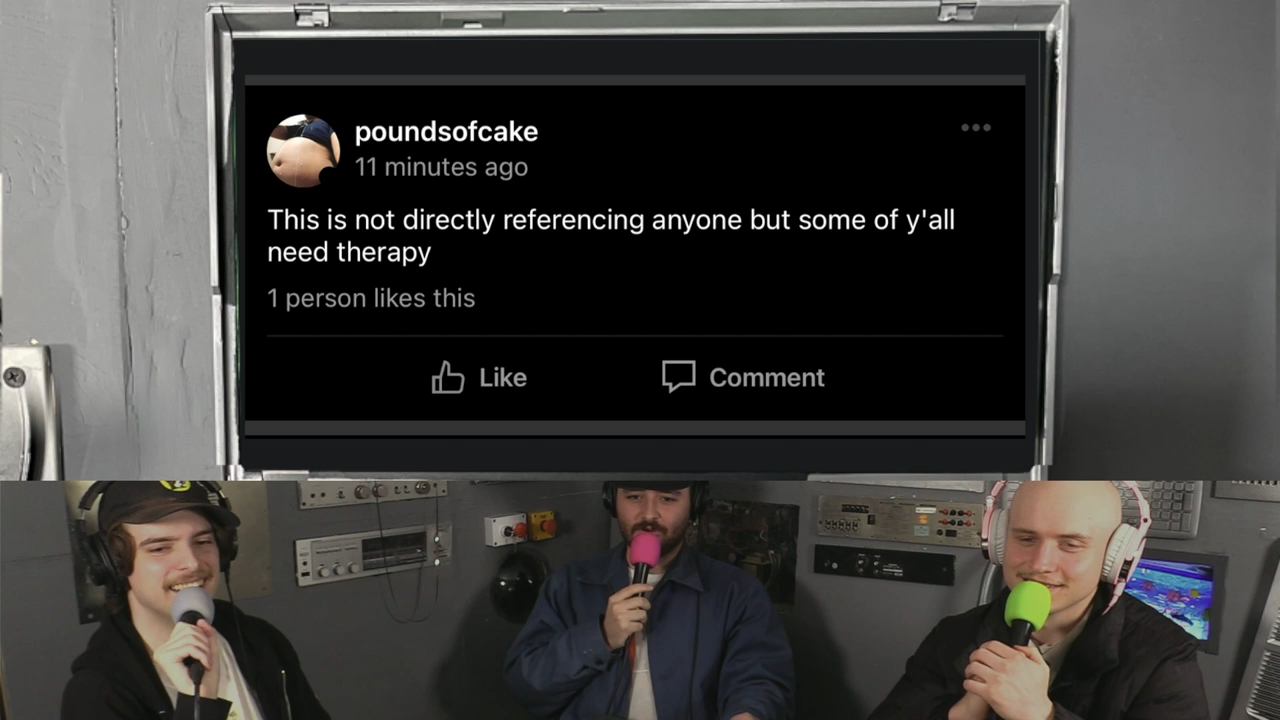 poundsofcake
11 minutes ago
This is not directly referencing anyone but some of y'all
need therapy
1 person likes this
Like
Comment